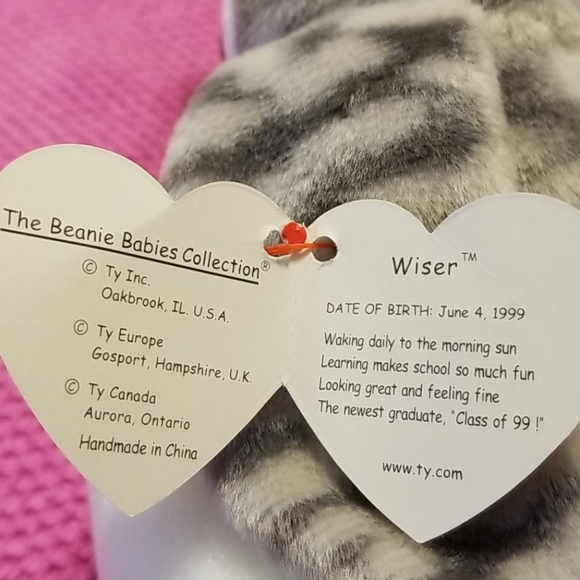 The Beanie Babies Collection®
© Ty Inc.
Oakbrook, IL. U.S.A.
© Ty Europe
Gosport, Hampshire, U.K.
© Ty Canada
Aurora, Ontario
Handmade in China
Wiser™
DATE OF BIRTH: June 4, 1999
Waking daily to the morning sun
Learning makes school so much fun
Looking great and feeling fine
The newest graduate, "Class of 99 !"
www.ty.com